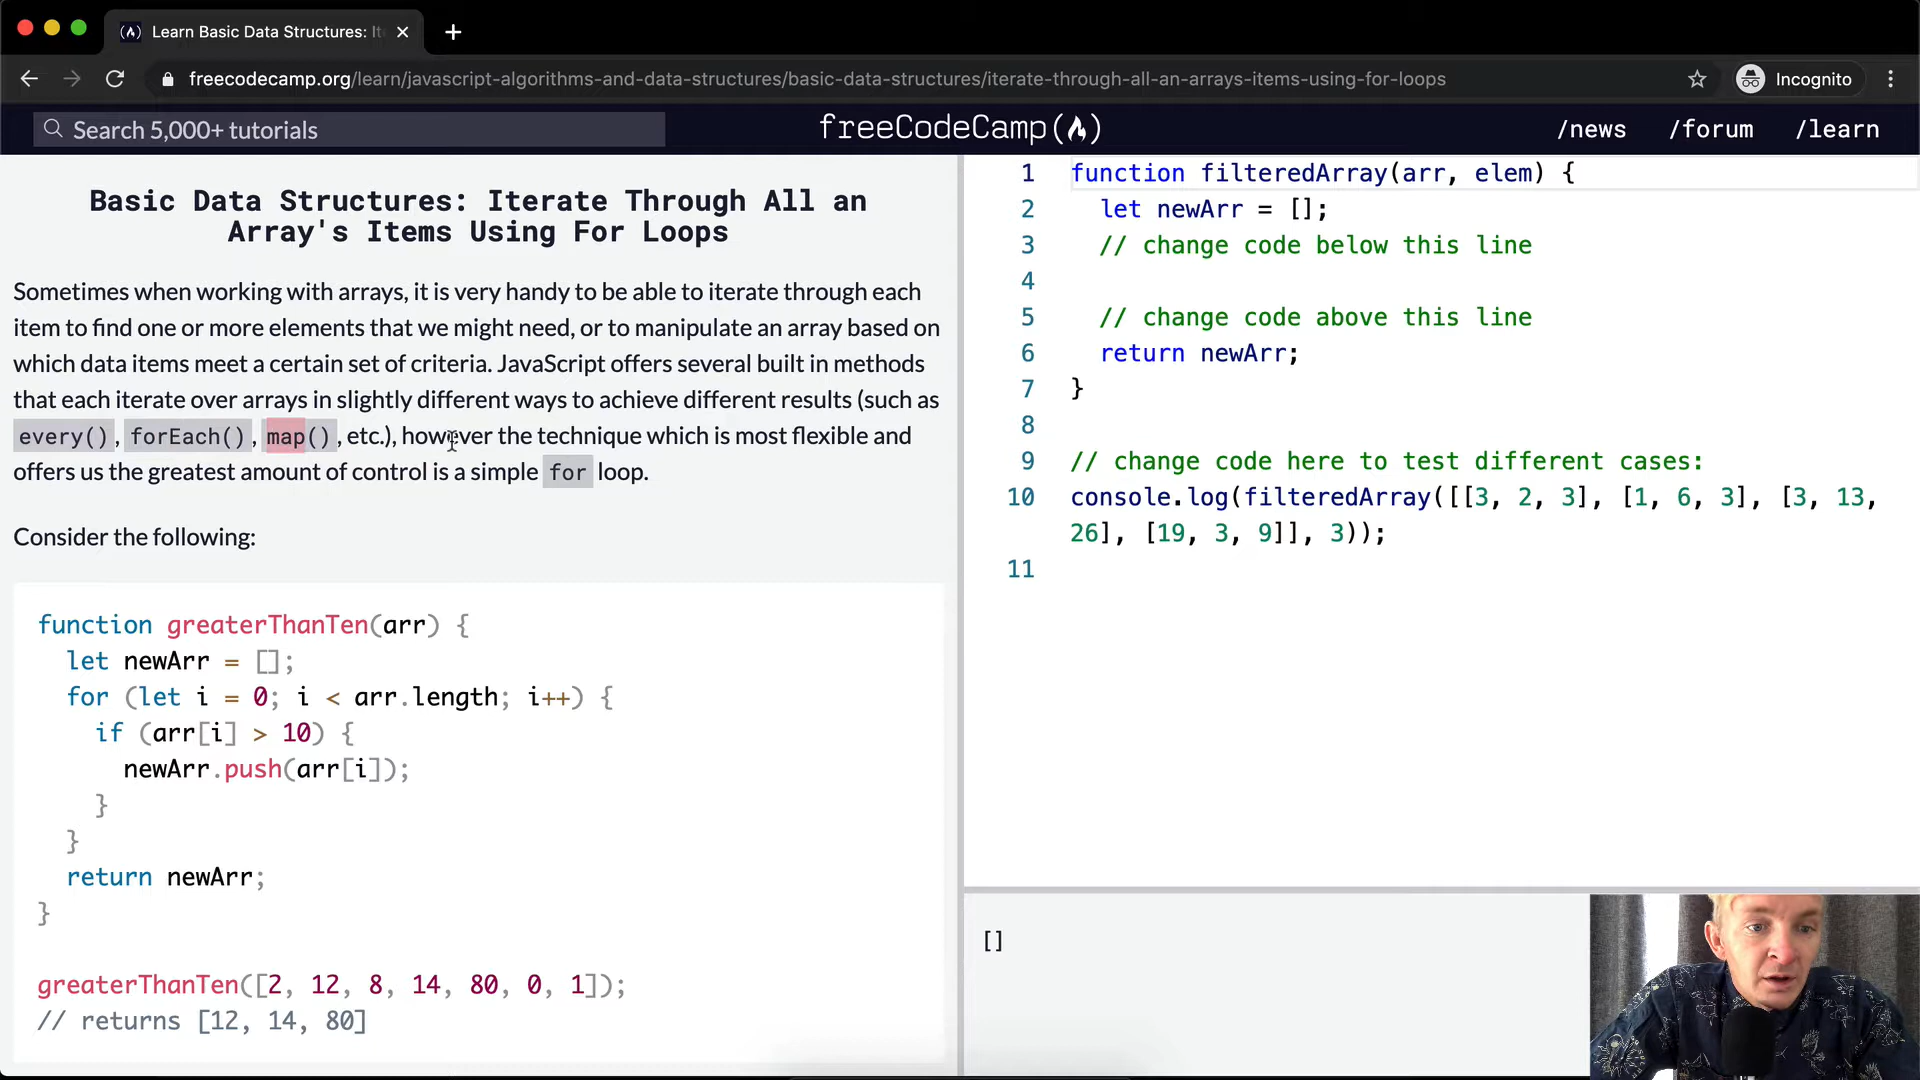 Learn Basic Data Structures: It
freecodecamp.org/learn/javascript-algorithms-and-data-structures/basic-data-structures/iterate-through-all-an-arrays-items-using-for-loops
Incognito
Search 5,000+ tutorials
freeCodeCamp(🔥)
/news /forum /learn
Basic Data Structures: Iterate Through All an
Array's Items Using For Loops
Sometimes when working with arrays, it is very handy to be able to iterate through each
item to find one or more elements that we might need, or to manipulate an array based on
which data items meet a certain set of criteria. JavaScript offers several built in methods
that each iterate over arrays in slightly different ways to achieve different results (such as
every(), forEach(), map(), etc.), however the technique which is most flexible and
offers us the greatest amount of control is a simple for loop.
Consider the following:
function greaterThanTen(arr) {
let newArr = [];
for (let i = 0; i < arr.length; i++) {
if (arr[i] > 10) {
newArr.push(arr[i]);
}
}
return newArr;
}
greaterThanTen([2, 12, 8, 14, 80, 0, 1]);
// returns [12, 14, 80]
1 function filteredArray(arr, elem) {
2 let newArr = [];
3 // change code below this line
4
5 // change code above this line
6 return newArr;
7 }
8
9 // change code here to test different cases:
10 console.log(filteredArray([[3, 2, 3], [1, 6, 3], [3, 13,
26], [19, 3, 9]], 3));
11
[]